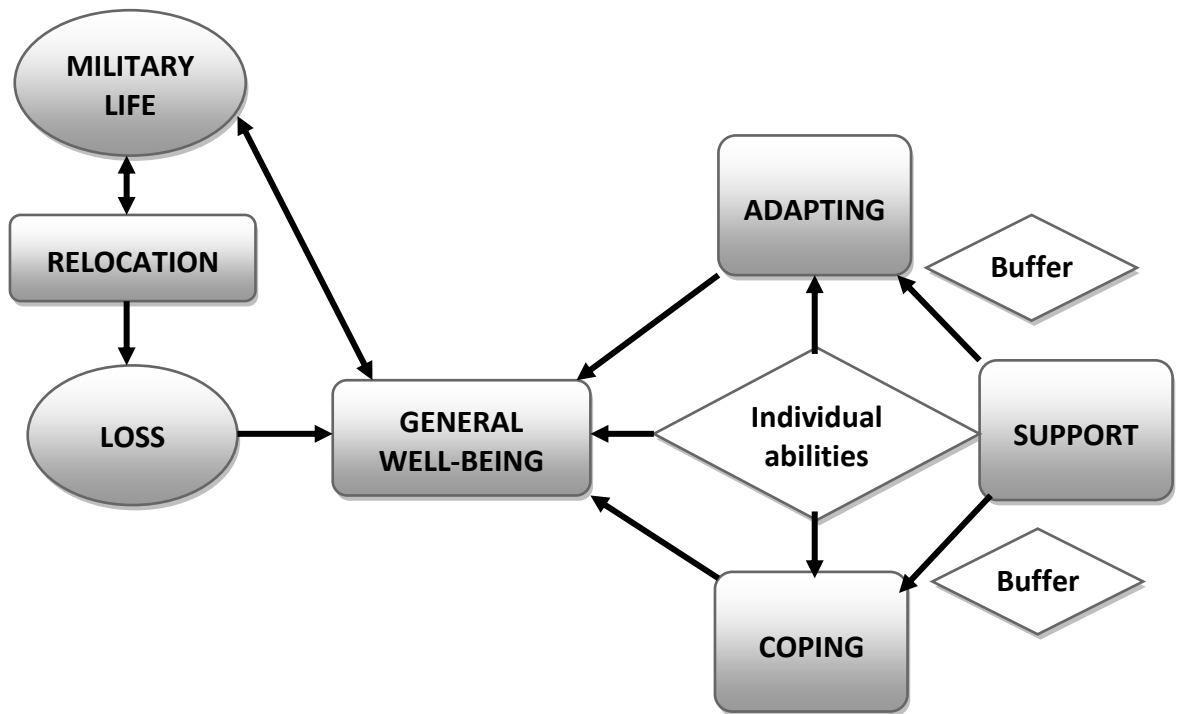 MILITARY
LIFE
RELOCATION
LOSS
GENERAL
WELL-BEING
ADAPTING
Buffer
Individual
abilities
SUPPORT
Buffer
COPING